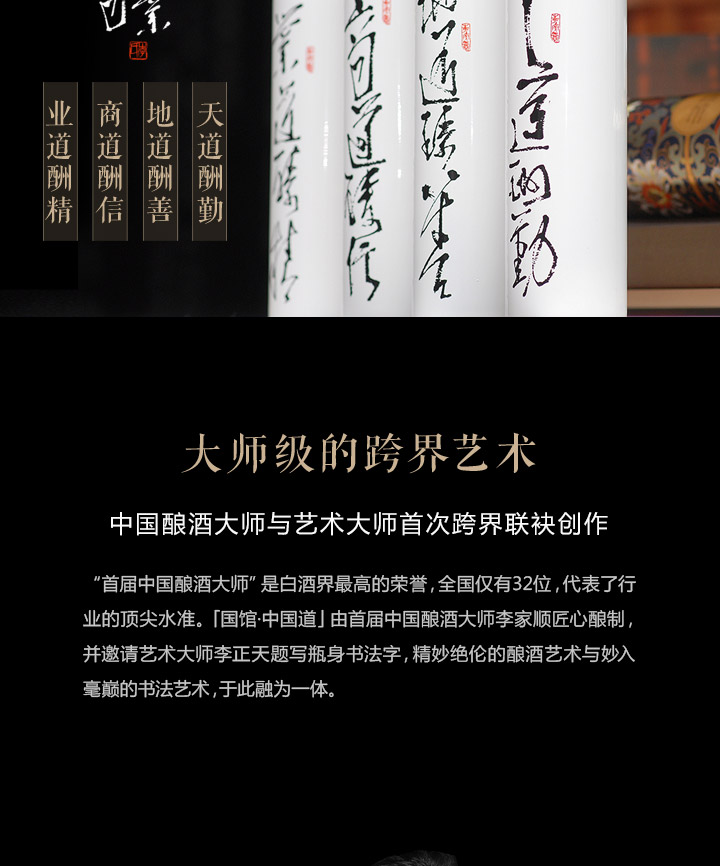 天道酬勤
地道酬善
商道酬信
业道酬精
大师级的跨界艺术
中国酿酒大师与艺术大师首次跨界联袂创作
“首届中国酿酒大师”是白酒界最高的荣誉，全国仅有32位，代表了行
业的顶尖水准。「国馆·中国道」由首届中国酿酒大师李家顺匠心酿制，
并邀请艺术大师李正天题写瓶身书法字，精妙绝伦的酿酒艺术与妙入
毫巅的书法艺术，于此融为一体。